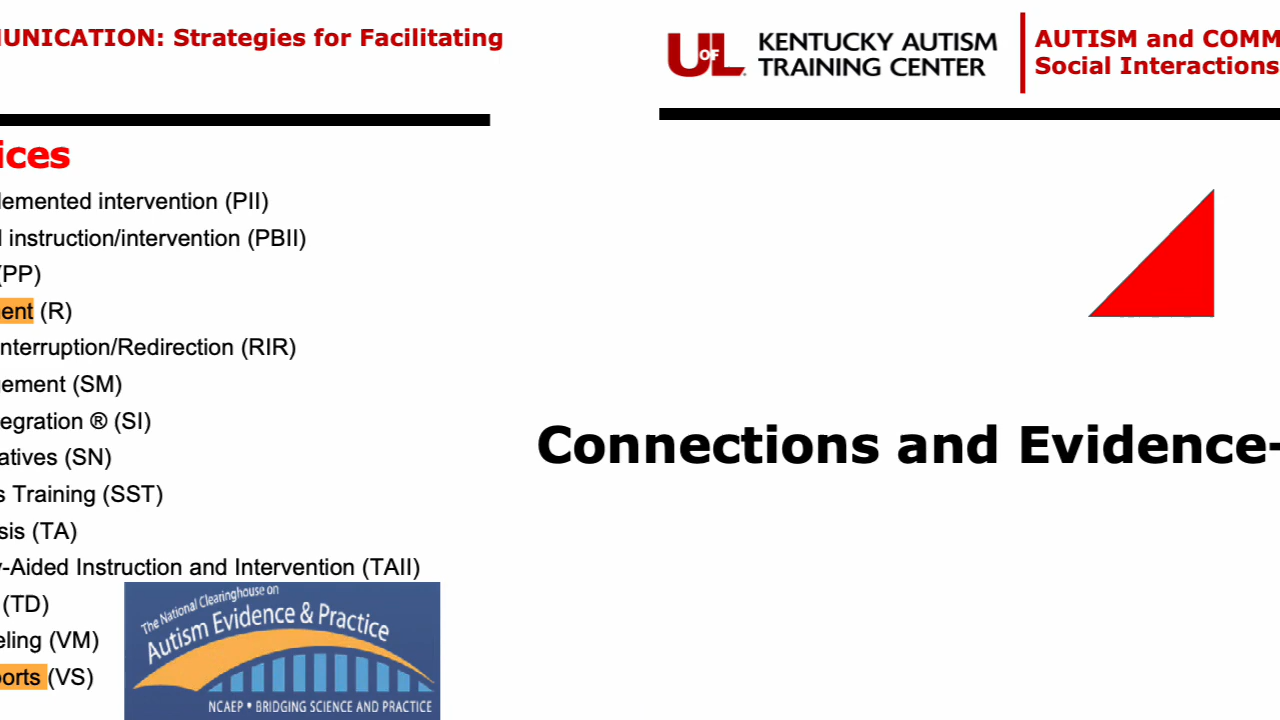 UNICATION: Strategies for Facilitating
ices
lemented intervention (PII)
l instruction/intervention (PBII)
(PP)
ent (R)
nterruption/Redirection (RIR)
gement (SM)
tegration ® (SI)
atives (SN)
s Training (SST)
sis (TA)
y-Aided Instruction and Intervention (TAII)
(TD)
eling (VM)
orts (VS)
The National Clearinghouse on
Autism Evidence & Practice
NCAEP • BRIDGING SCIENCE AND PRACTICE
UofL
KENTUCKY AUTISM
TRAINING CENTER
AUTISM and COMM
Social Interactions
Connections and Evidence-